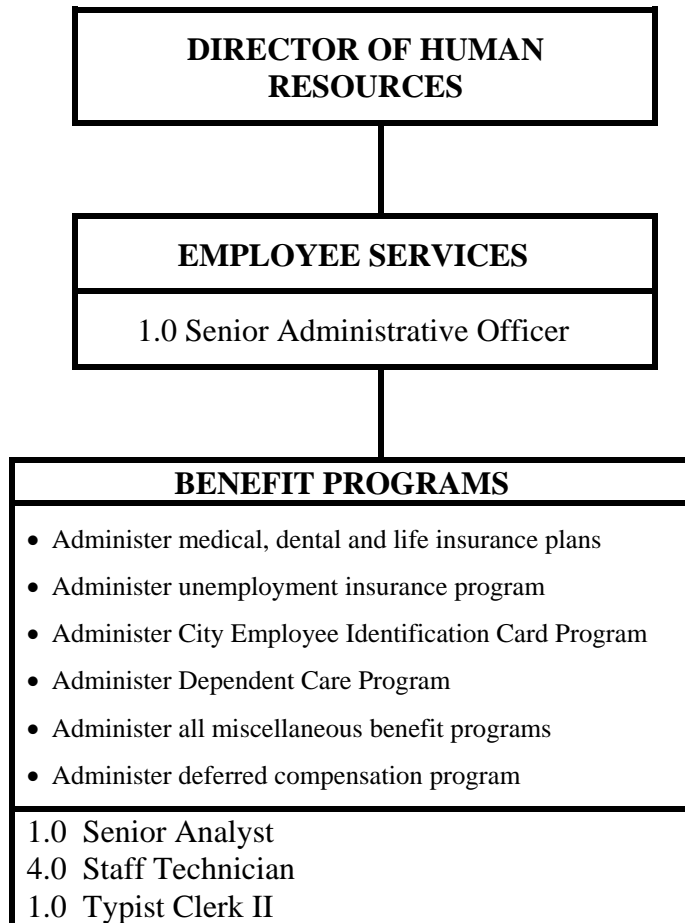 DIRECTOR OF HUMAN
RESOURCES
EMPLOYEE SERVICES
1.0 Senior Administrative Officer
BENEFIT PROGRAMS
• Administer medical, dental and life insurance plans
• Administer unemployment insurance program
• Administer City Employee Identification Card Program
• Administer Dependent Care Program
• Administer all miscellaneous benefit programs
• Administer deferred compensation program
1.0 Senior Analyst
4.0 Staff Technician
1.0 Typist Clerk II